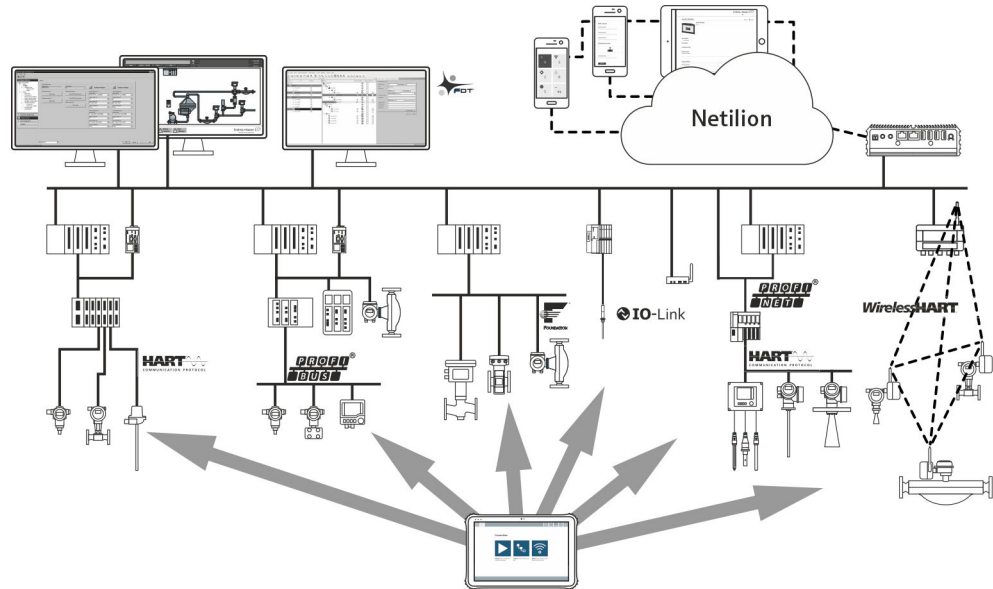 FDT
Netilion
HART
COMMUNICATION PROTOCOL
PROFI
BUS
FOUNDATION
IO-Link
PROFI
NET
HART
COMMUNICATION PROTOCOL
WirelessHART